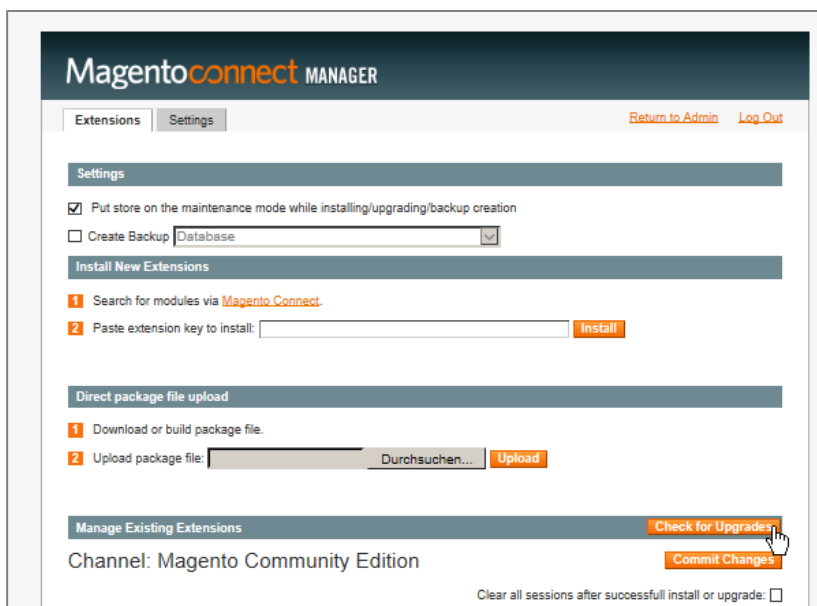 Magentoconnect MANAGER
Extensions Settings Return to Admin Log Out
Settings
Put store on the maintenance mode while installing/upgrading/backup creation
Create Backup Database
Install New Extensions
1 Search for modules via Magento Connect.
2 Paste extension key to install: Install
Direct package file upload
1 Download or build package file.
2 Upload package file: Durchsuchen... Upload
Manage Existing Extensions Check for Upgrades
Channel: Magento Community Edition Commit Changes
Clear all sessions after successfull install or upgrade: